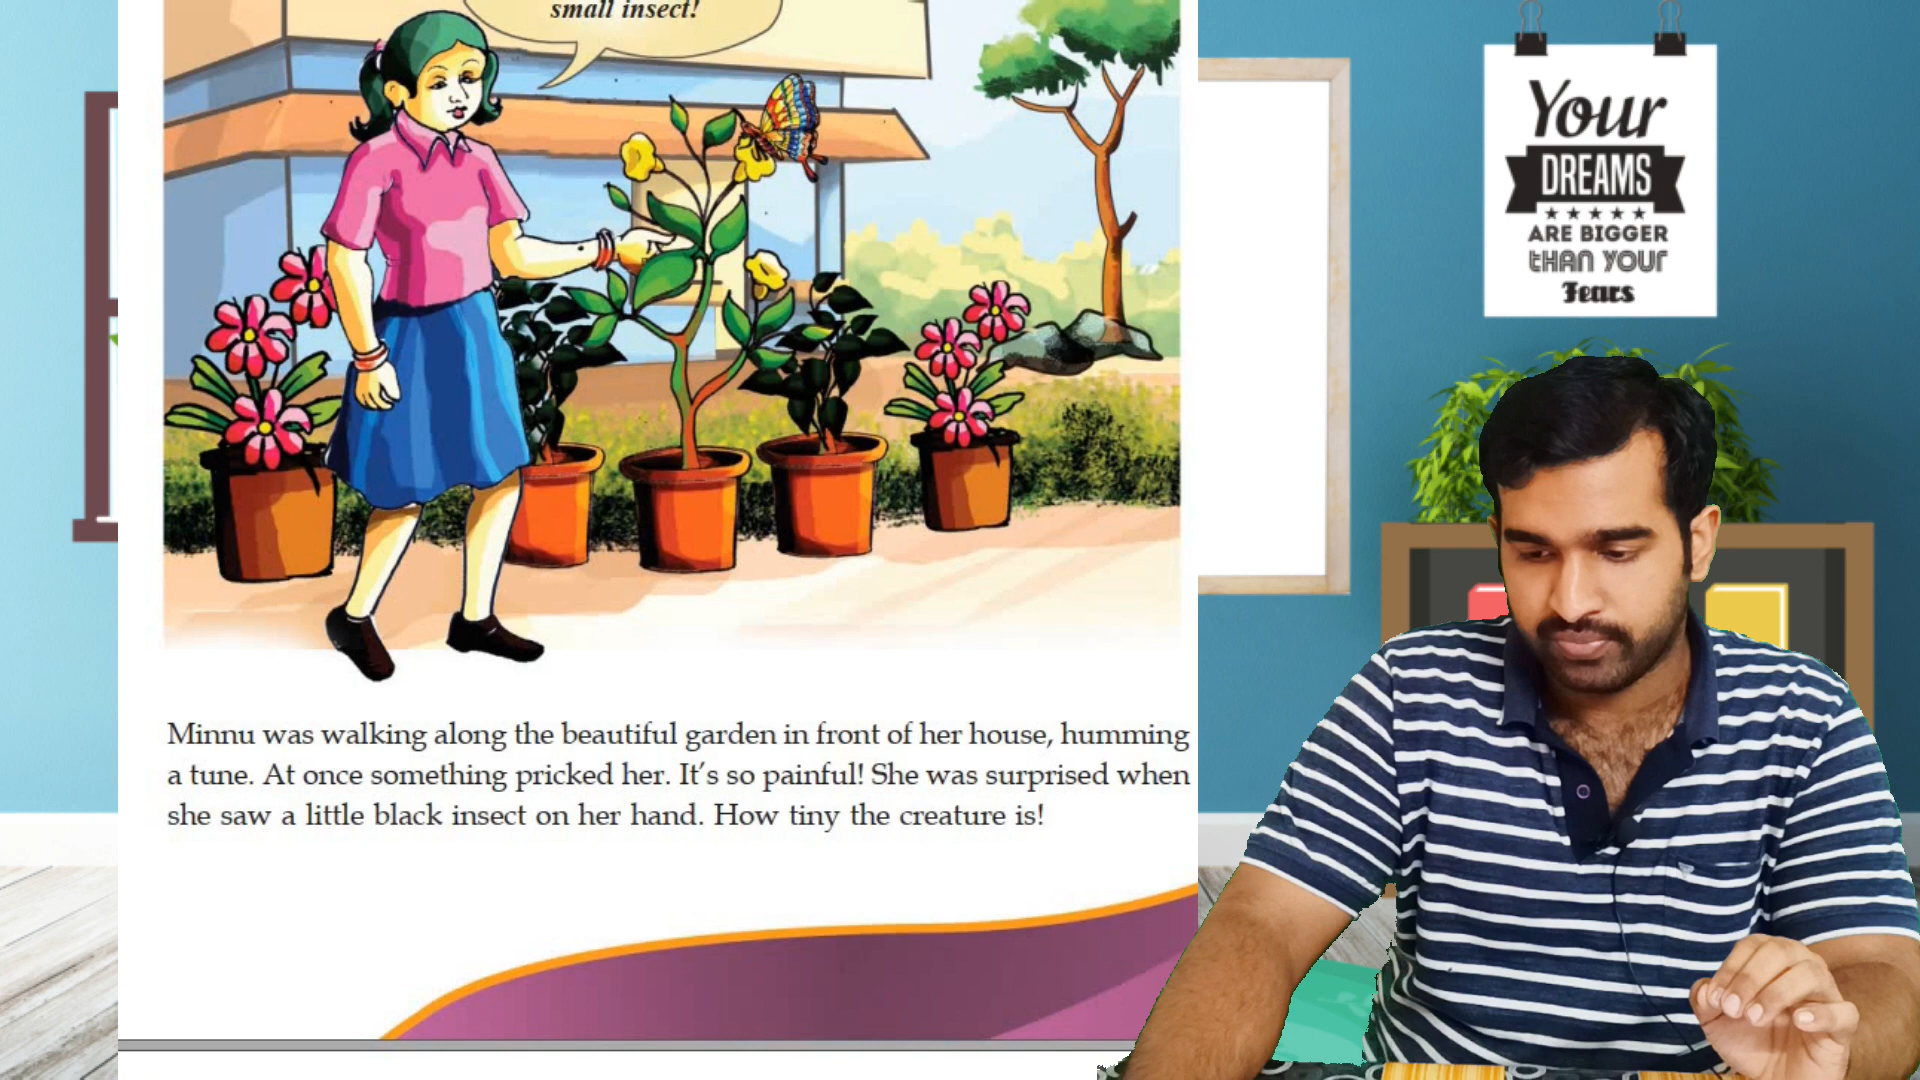 small insect!
Minnu was walking along the beautiful garden in front of her house, humming
a tune. At once something pricked her. It's so painful! She was surprised when
she saw a little black insect on her hand. How tiny the creature is!
Your
DREAMS
ARE BIGGER
THAN YOUR
Fears